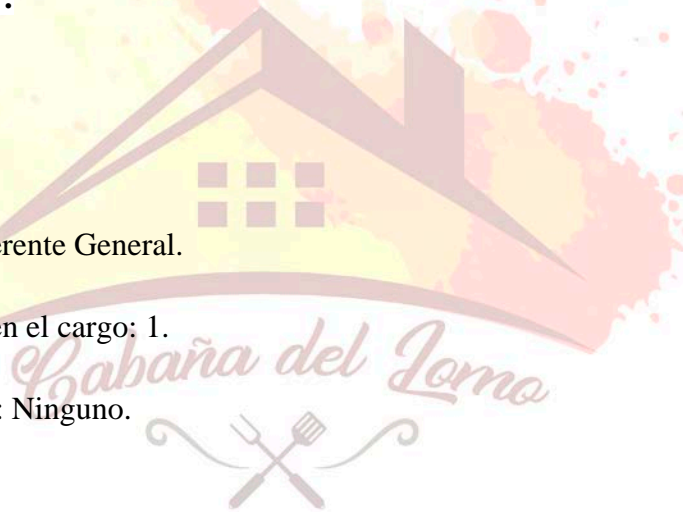 :
erente General.
en el cargo: 1.
Cabaña del Lomo
: Ninguno.